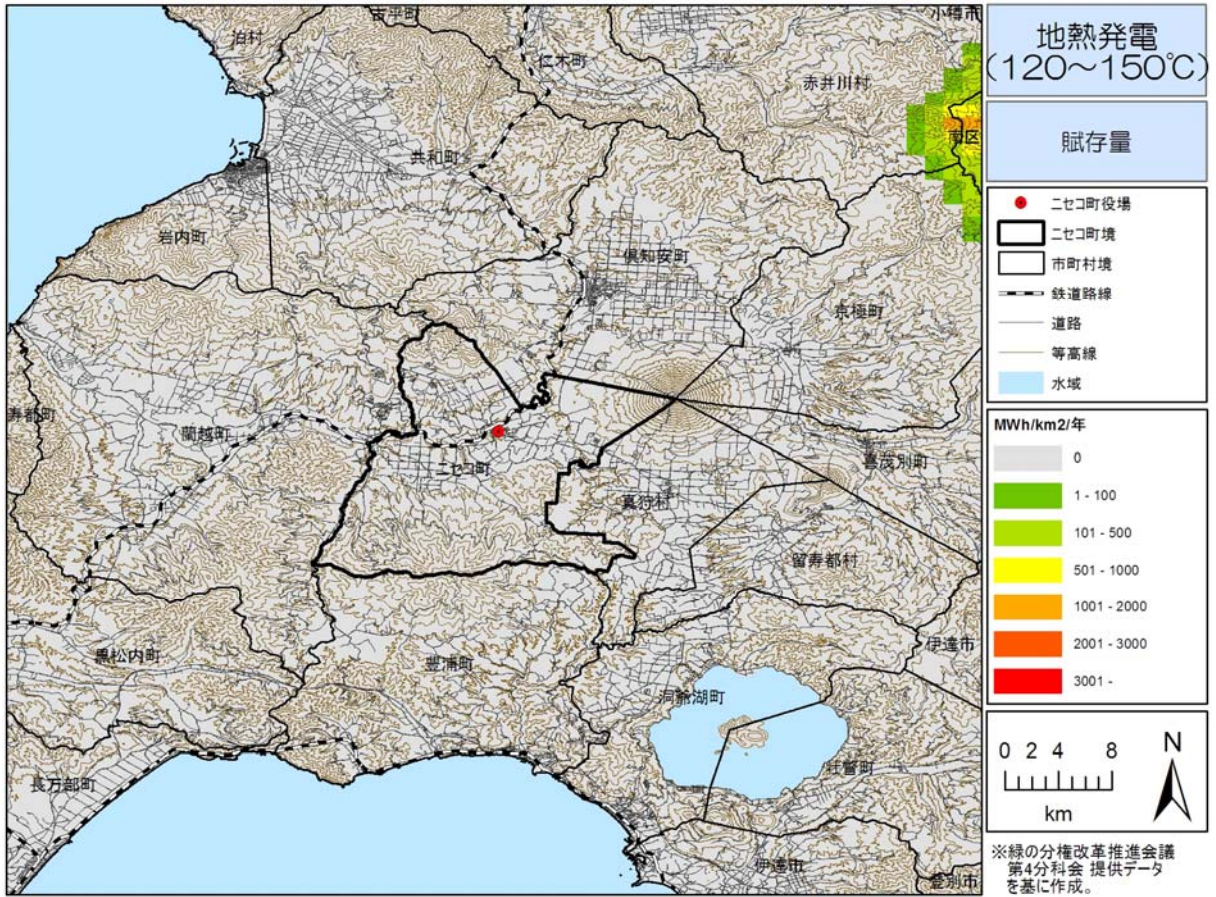 古平町
小樽市
泊村
仁木町
赤井川村
南区
共和町
岩内町
倶知安町
京極町
寿都町
蘭越町
ニセコ町
喜茂別町
真狩村
留寿都村
黒松内町
豊浦町
伊達市
洞爺湖町
長万部町
壮瞥町
伊達市
登別市
地熱発電
(120~150℃)
賦存量
ニセコ町役場
ニセコ町境
市町村境
鉄道路線
道路
等高線
水域
MWh/km2/年
0
1 - 100
101 - 500
501 - 1000
1001 - 2000
2001 - 3000
3001 -
0 2 4 8
km
N
※緑の分権改革推進会議
第4分科会 提供データ
を基に作成。